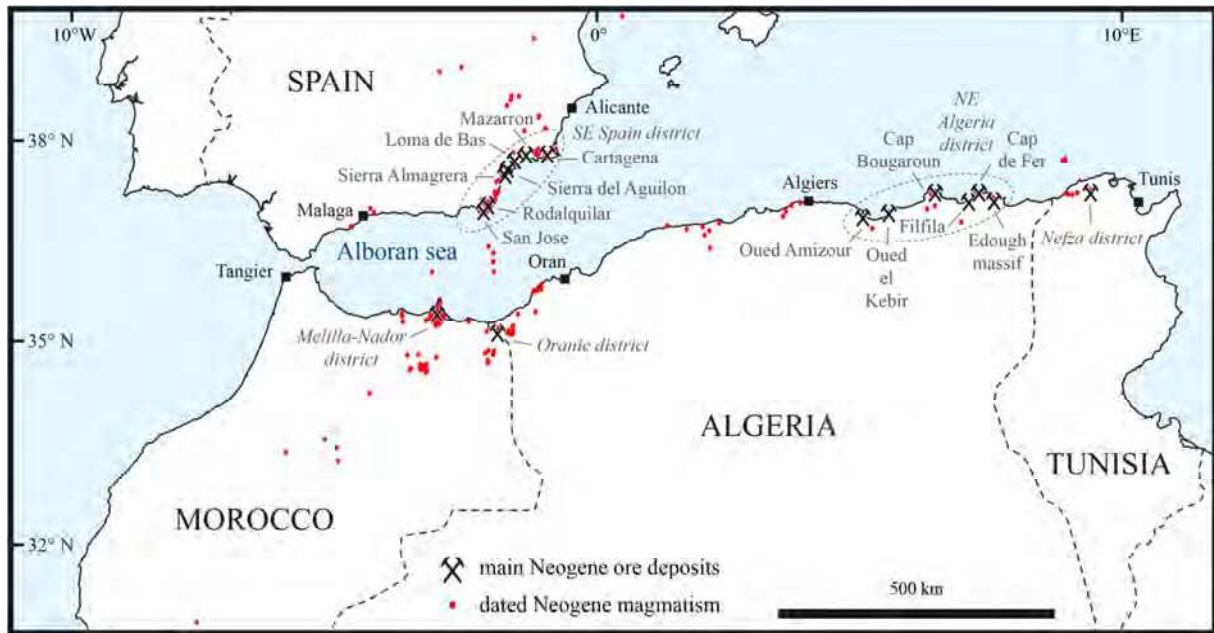 10°W
0°
10°E
SPAIN
Alicante
Mazarron
SE Spain district
NE
Algeria
district
38° N
Loma de Bas
Cartagena
Cap
Bougaroun
Cap
de Fer
Sierra Almagrera
Sierra del Aguilon
Algiers
Tunis
Malaga
Rodalquilar
San Jose
Alboran sea
Oran
Oued Amizour
Filfila
Oued
el
Kebir
Edough
massif
Nefza district
Tangier
35° N
Melilla-Nador
district
Oranie district
ALGERIA
TUNISIA
MOROCCO
32° N
main Neogene ore deposits
dated Neogene magmatism
500 km